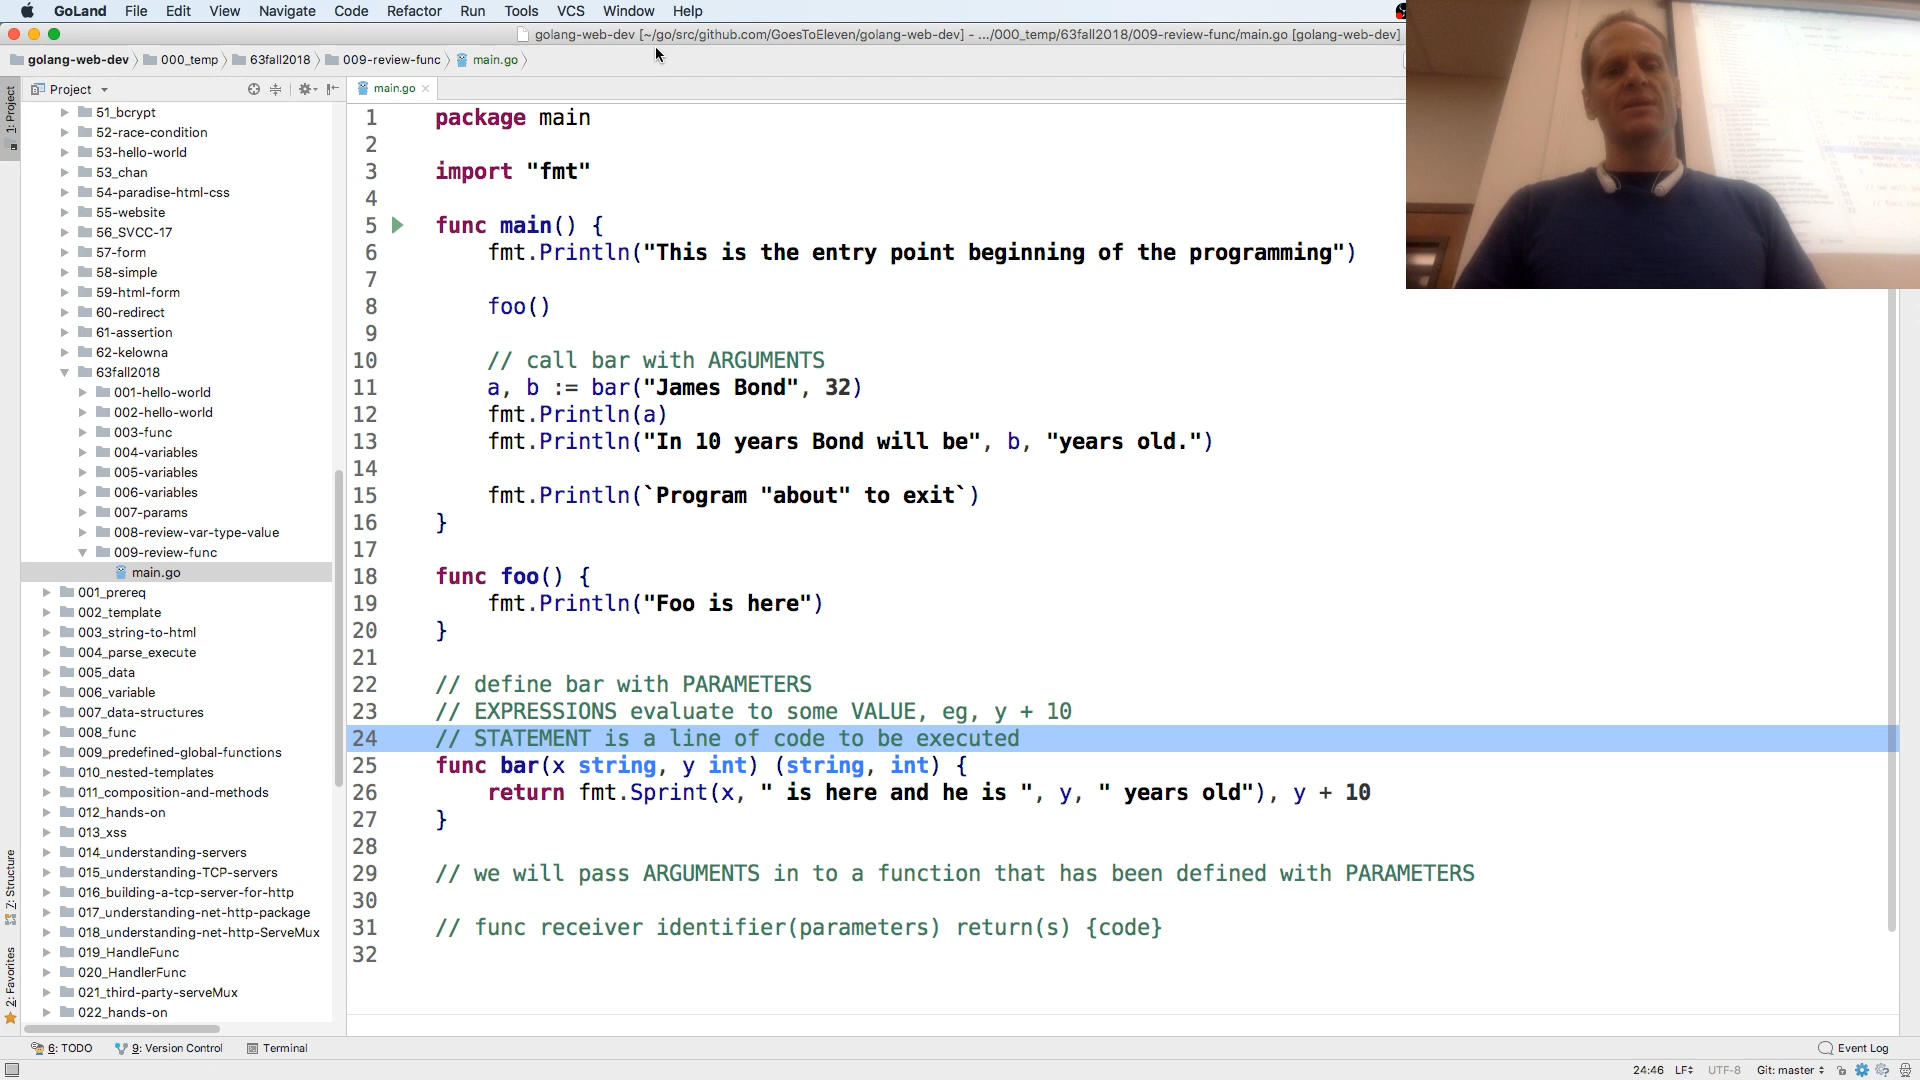 GoLand File Edit View Navigate Code Refactor Run Tools VCS Window Help
golang-web-dev [~/go/src/github.com/GoesToEleven/golang-web-dev] - .../000_temp/63fall2018/009-review-func/main.go [golang-web-dev]
golang-web-dev 000_temp 63fall2018 009-review-func main.go
Project
main.go
1: Project
51_bcrypt
52-race-condition
53-hello-world
53_chan
54-paradise-html-css
55-website
56_SVCC-17
57-form
58-simple
59-html-form
60-redirect
61-assertion
62-kelowna
63fall2018
001-hello-world
002-hello-world
003-func
004-variables
005-variables
006-variables
007-params
008-review-var-type-value
009-review-func
main.go
001_prereq
002_template
003_string-to-html
004_parse_execute
005_data
006_variable
007_data-structures
008_func
009_predefined-global-functions
010_nested-templates
011_composition-and-methods
012_hands-on
013_xss
014_understanding-servers
015_understanding-TCP-servers
016_building-a-tcp-server-for-http
017_understanding-net-http-package
018_understanding-net-http-ServeMux
019_HandleFunc
020_HandlerFunc
021_third-party-serveMux
022_hands-on
7: Structure
2: Favorites
1 package main
2
3 import "fmt"
4
5 func main() {
6 fmt.Println("This is the entry point beginning of the programming")
7
8 foo()
9
10 // call bar with ARGUMENTS
11 a, b := bar("James Bond", 32)
12 fmt.Println(a)
13 fmt.Println("In 10 years Bond will be", b, "years old.")
14
15 fmt.Println(`Program "about" to exit`)
16 }
17
18 func foo() {
19 fmt.Println("Foo is here")
20 }
21
22 // define bar with PARAMETERS
23 // EXPRESSIONS evaluate to some VALUE, eg, y + 10
24 // STATEMENT is a line of code to be executed
25 func bar(x string, y int) (string, int) {
26 return fmt.Sprint(x, " is here and he is ", y, " years old"), y + 10
27 }
28
29 // we will pass ARGUMENTS in to a function that has been defined with PARAMETERS
30
31 // func receiver identifier(parameters) return(s) {code}
32
6: TODO 9: Version Control Terminal Event Log
24:46 LF UTF-8 Git: master